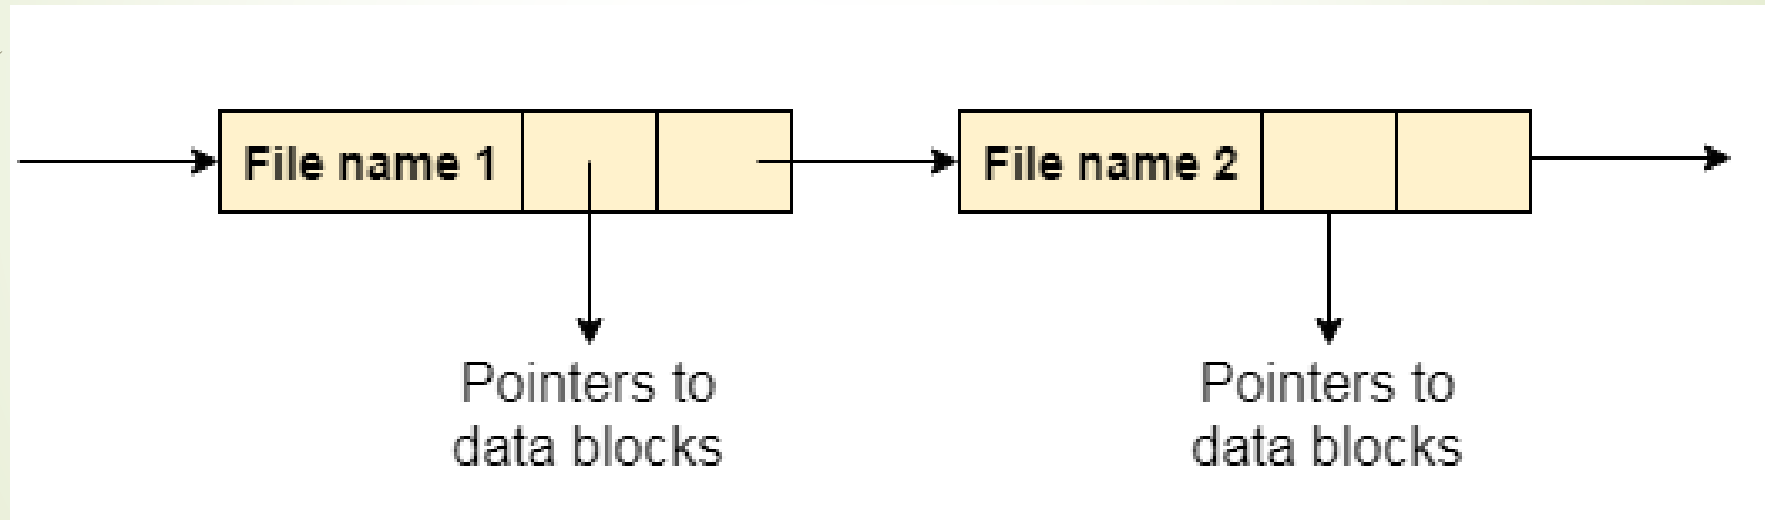 File name 1
File name 2
Pointers to
data blocks
Pointers to
data blocks